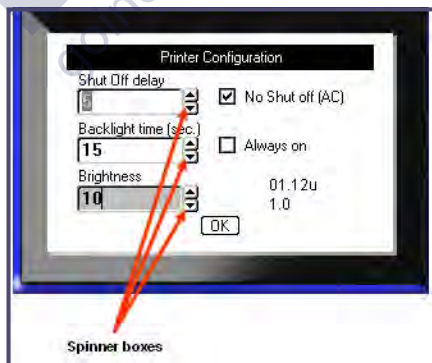 Printer Configuration
Shut Off delay
5
No Shut off (AC)
Backlight time (sec.)
15
Always on
Brightness
10
01.12u
1.0
OK
Spinner boxes